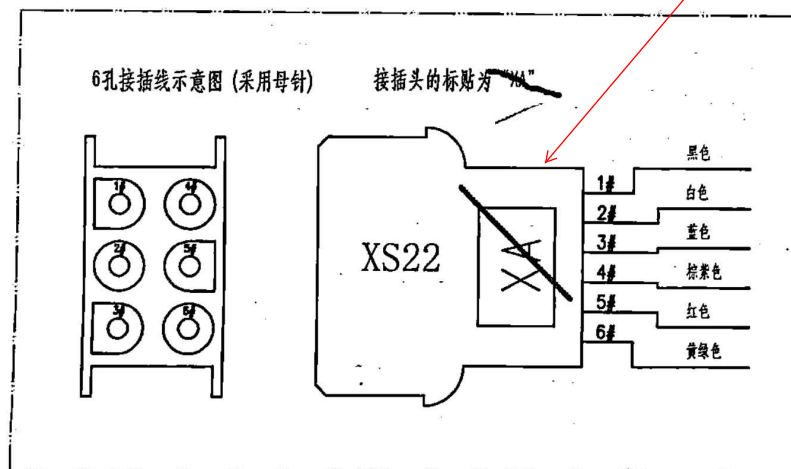 6孔接插线示意图 (采用母针)
接插头的标贴为 "XA"
1# 4#
2# 5#
3# 6#
XS22
XA
1# 黑色
2# 白色
3# 蓝色
4# 棕紫色
5# 红色
6# 黄绿色